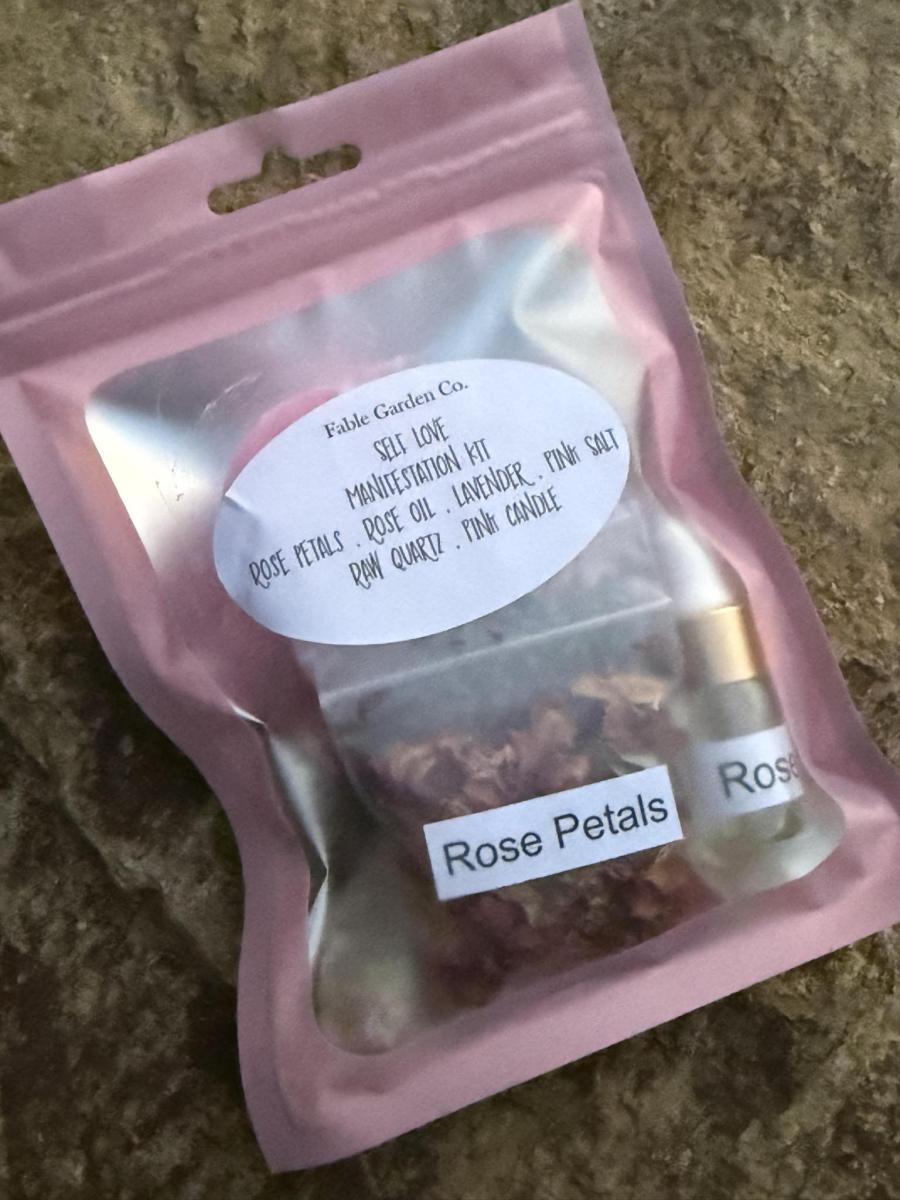 Fable Garden Co.
SELF LOVE
MANIFESTATION KIT
ROSE PETALS . ROSE OIL . LAVENDER . PINK SALT
RAW QUARTZ . PINK CANDLE
Rose Petals
Rose